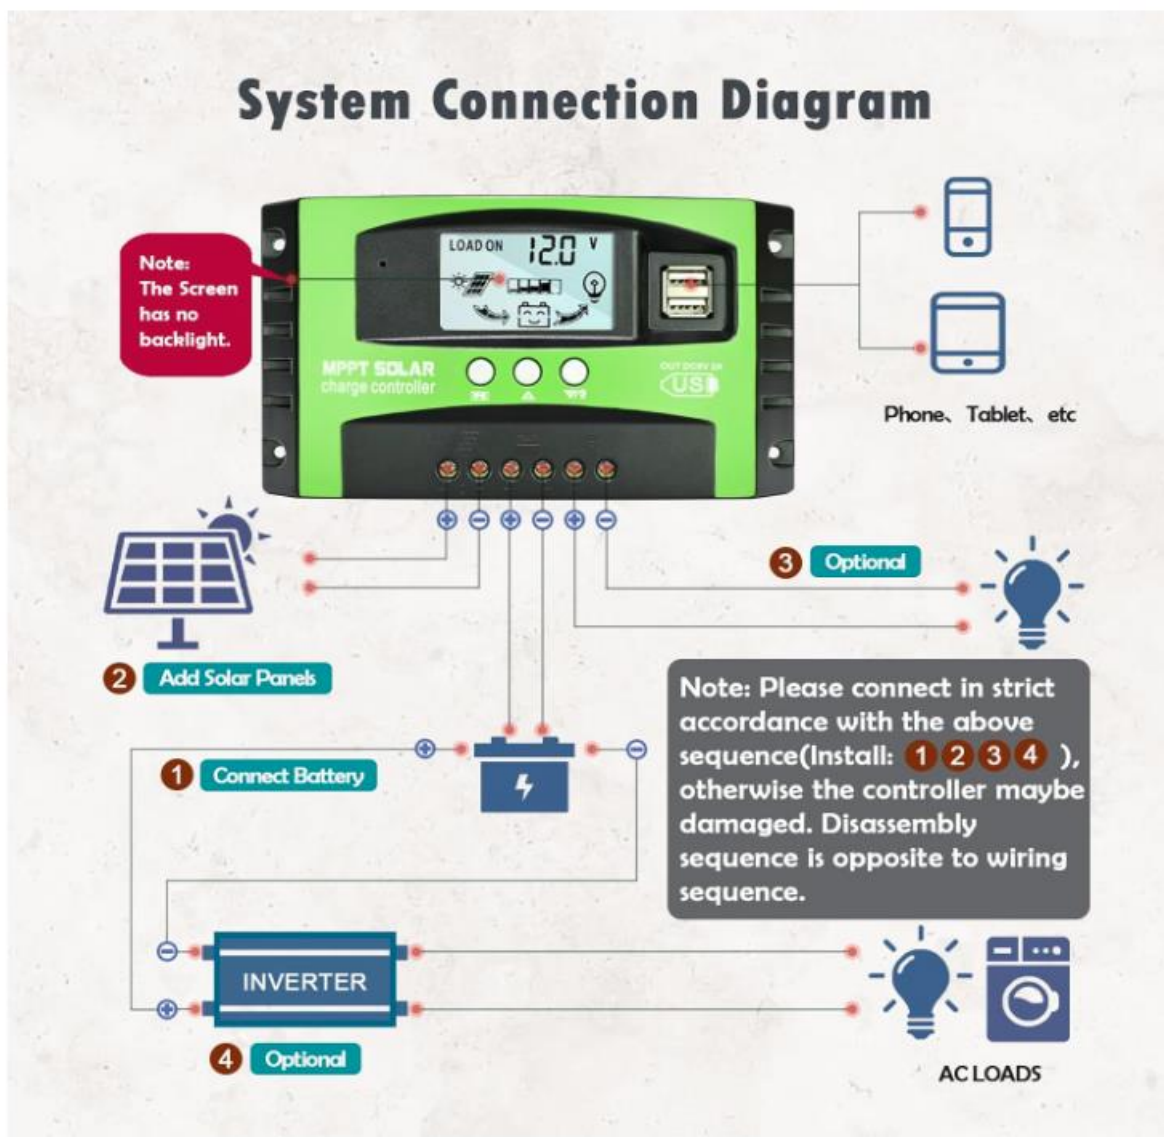 System Connection Diagram
Note:
The Screen
has no
backlight.
LOAD ON 12.0 V
MPPT SOLAR
charge controller
USB
Phone、Tablet、etc
3 Optional
2 Add Solar Panels
1 Connect Battery
Note: Please connect in strict
accordance with the above
sequence(Install: 1 2 3 4 ),
otherwise the controller maybe
damaged. Disassembly
sequence is opposite to wiring
sequence.
INVERTER
4 Optional
AC LOADS